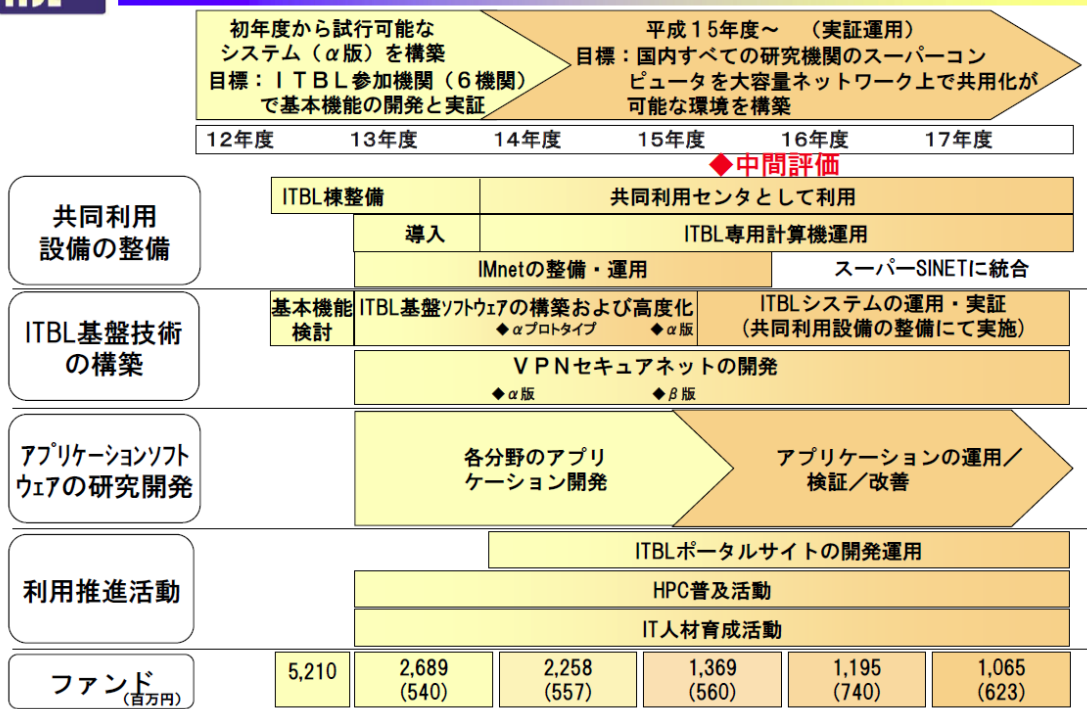 初年度から試行可能な
システム（α版）を構築
目標：ＩＴＢＬ参加機関（６機関）
で基本機能の開発と実証
平成１５年度～　（実証運用）
目標：国内すべての研究機関のスーパーコン
ピュータを大容量ネットワーク上で共用化が
可能な環境を構築
12年度 13年度 14年度 15年度 16年度 17年度
◆中間評価
共同利用
設備の整備
ITBL棟整備 共同利用センタとして利用
導入 ITBL専用計算機運用
IMnetの整備・運用 スーパーSINETに統合
ITBL基盤技術
の構築
基本機能
検討
ITBL基盤ソフトウェアの構築および高度化
◆αプロトタイプ ◆α版
ITBLシステムの運用・実証
(共同利用設備の整備にて実施)
ＶＰＮセキュアネットの開発
◆α版 ◆β版
アプリケーションソフト
ウェアの研究開発
各分野のアプリ
ケーション開発
アプリケーションの運用／
検証／改善
利用推進活動
ITBLポータルサイトの開発運用
HPC普及活動
IT人材育成活動
ファンド
(百万円)
5,210 2,689 2,258 1,369 1,195 1,065
(540) (557) (560) (740) (623)